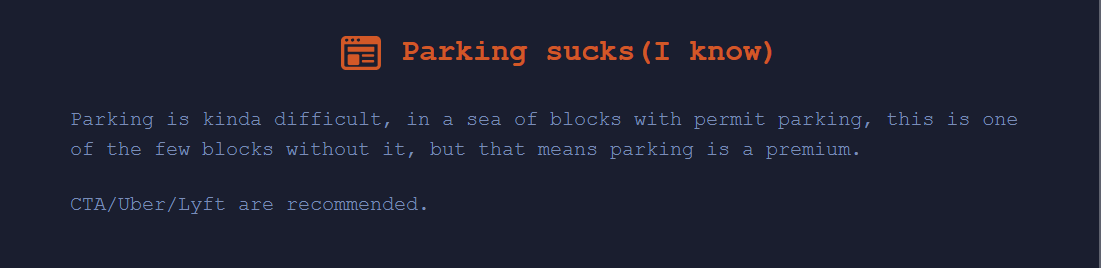 Parking sucks(I know)
Parking is kinda difficult, in a sea of blocks with permit parking, this is one
of the few blocks without it, but that means parking is a premium.
CTA/Uber/Lyft are recommended.